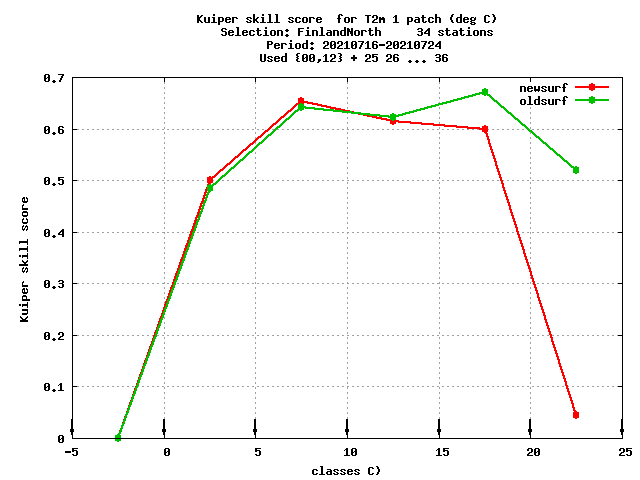 Kuiper skill score  for T2m 1 patch (deg C)
Selection: FinlandNorth     34 stations
Period: 20210716-20210724
Used {00,12} + 25 26 ... 36
newsurf
oldsurf
Kuiper skill score
0.7
0.6
0.5
0.4
0.3
0.2
0.1
0
-5 0 5 10 15 20 25
classes C)